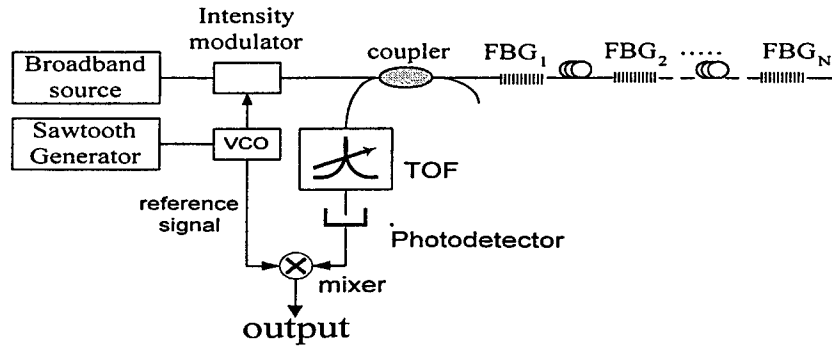 Intensity
modulator
coupler
FBG1
FBG2
.....
FBGN
Broadband
source
Sawtooth
Generator
VCO
TOF
reference
signal
Photodetector
mixer
output